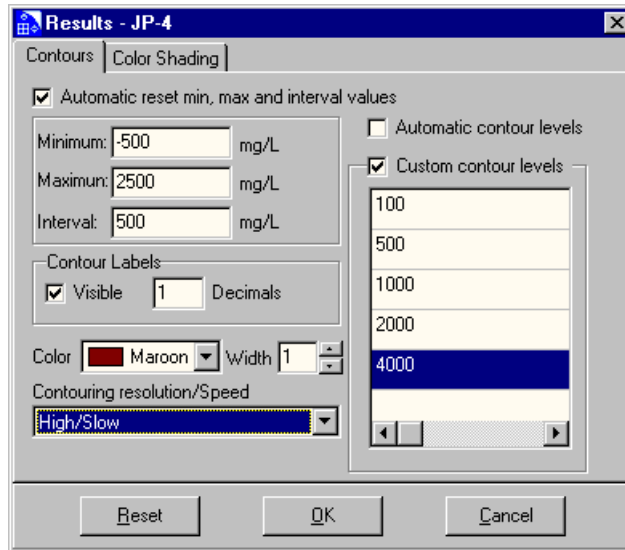 Results - JP-4
Contours
Color Shading
Automatic reset min, max and interval values
Minimum: -500 mg/L
Maximun: 2500 mg/L
Interval: 500 mg/L
Contour Labels
Visible 1 Decimals
Color Maroon Width 1
Contouring resolution/Speed
High/Slow
Automatic contour levels
Custom contour levels
100
500
1000
2000
4000
Reset
OK
Cancel